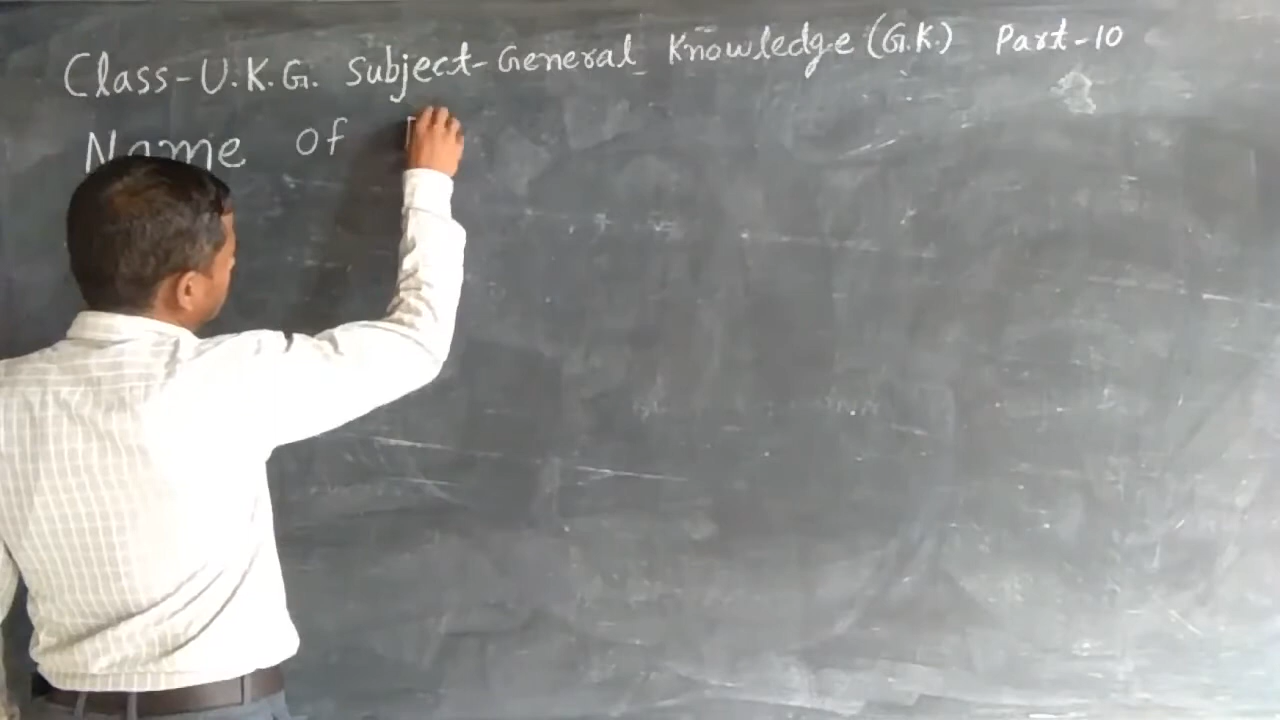 Class-U.K.G. Subject-General Knowledge (G.K.) Part-10
Name of